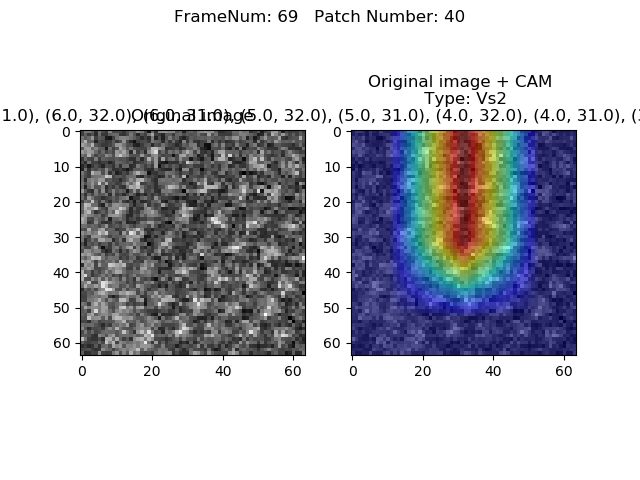 FrameNum: 69   Patch Number: 40
Original image + CAM
Type: Vs2
1.0), (6.0, 32.0), (6.0, 31.0), (5.0, 32.0), (5.0, 31.0), (4.0, 32.0), (4.0, 31.0), (3
Original image
0
10
20
30
40
50
60
0 20 40 60
0
10
20
30
40
50
60
0 20 40 60